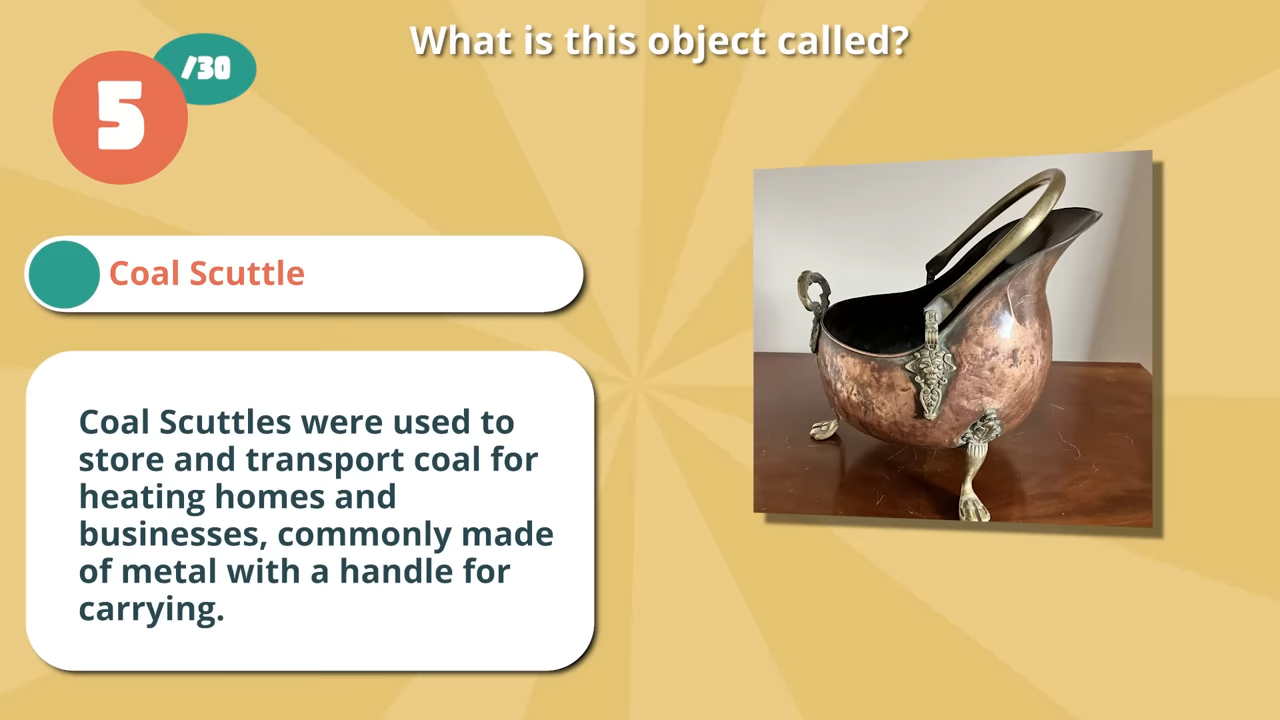 What is this object called?
5
/30
Coal Scuttle
Coal Scuttles were used to
store and transport coal for
heating homes and
businesses, commonly made
of metal with a handle for
carrying.